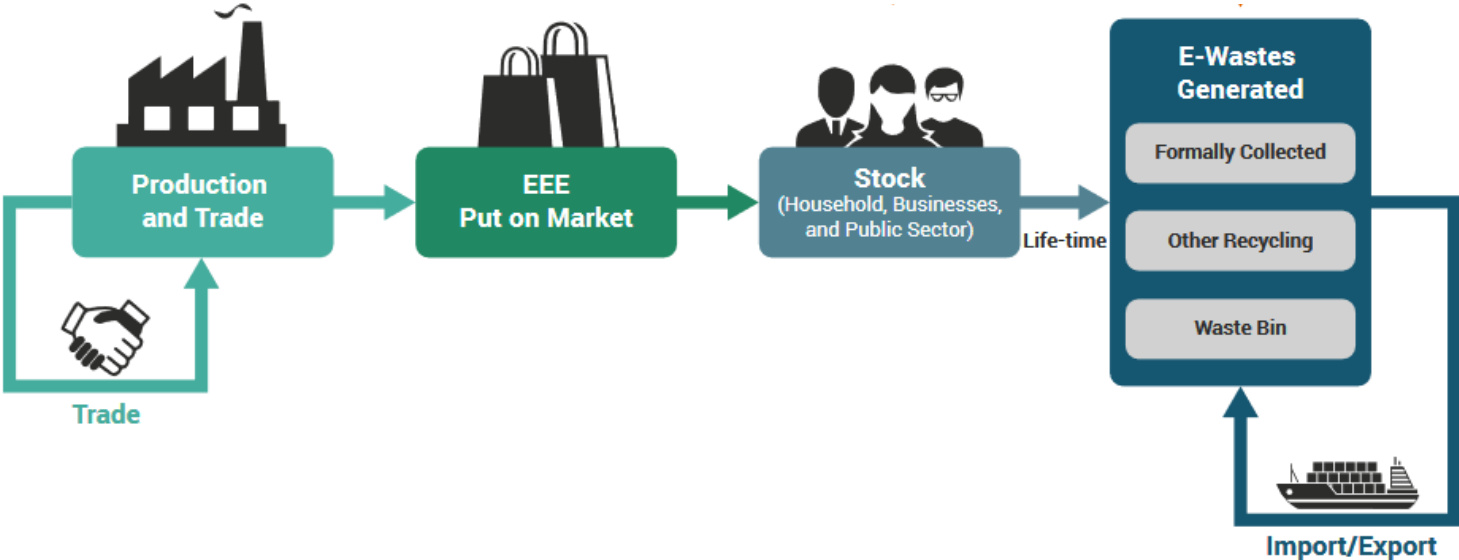 Production
and Trade
Trade
EEE
Put on Market
Stock
(Household, Businesses,
and Public Sector)
Life-time
E-Wastes
Generated
Formally Collected
Other Recycling
Waste Bin
Import/Export